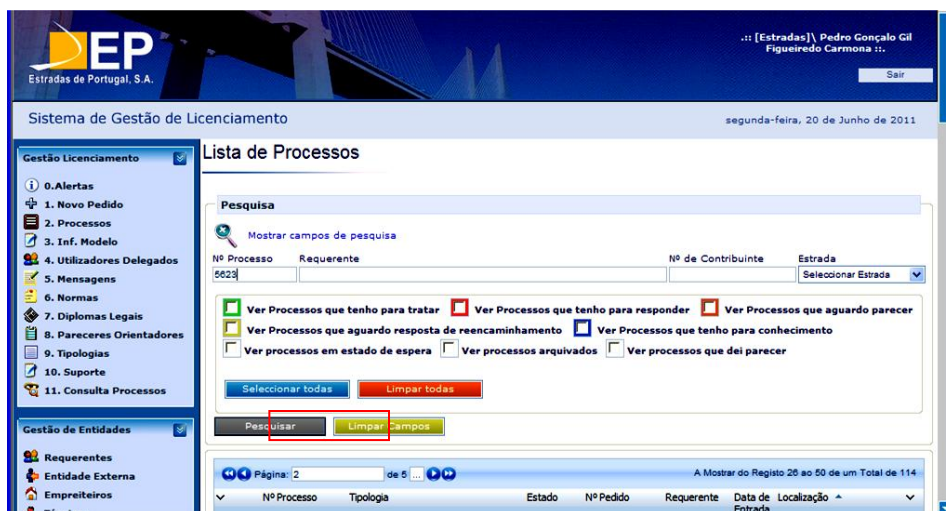 EP
Estradas de Portugal, S.A.
.:: [Estradas]\ Pedro Gonçalo Gil
Figueiredo Carmona ::.
Sair
Sistema de Gestão de Licenciamento
segunda-feira, 20 de Junho de 2011
Gestão Licenciamento
0.Alertas
1. Novo Pedido
2. Processos
3. Inf. Modelo
4. Utilizadores Delegados
5. Mensagens
6. Normas
7. Diplomas Legais
8. Pareceres Orientadores
9. Tipologias
10. Suporte
11. Consulta Processos
Gestão de Entidades
Requerentes
Entidade Externa
Empreiteiros
Lista de Processos
Pesquisa
Mostrar campos de pesquisa
Nº Processo Requerente Nº de Contribuinte Estrada
5623 Seleccionar Estrada
Ver Processos que tenho para tratar Ver Processos que tenho para responder Ver Processos que aguardo parecer
Ver Processos que aguardo resposta de reencaminhamento Ver Processos que tenho para conhecimento
Ver processos em estado de espera Ver processos arquivados Ver processos que dei parecer
Seleccionar todas Limpar todas
Pesquisar Limpar Campos
Página: 2 de 5 ... A Mostrar do Registo 26 ao 50 de um Total de 114
Nº Processo Tipologia Estado Nº Pedido Requerente Data de Localização
Entrada